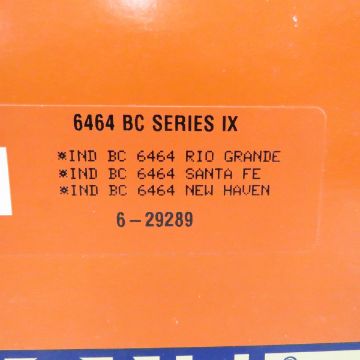 6464 BC SERIES IX
*IND BC 6464 RIO GRANDE
*IND BC 6464 SANTA FE
*IND BC 6464 NEW HAVEN
6-29289
®